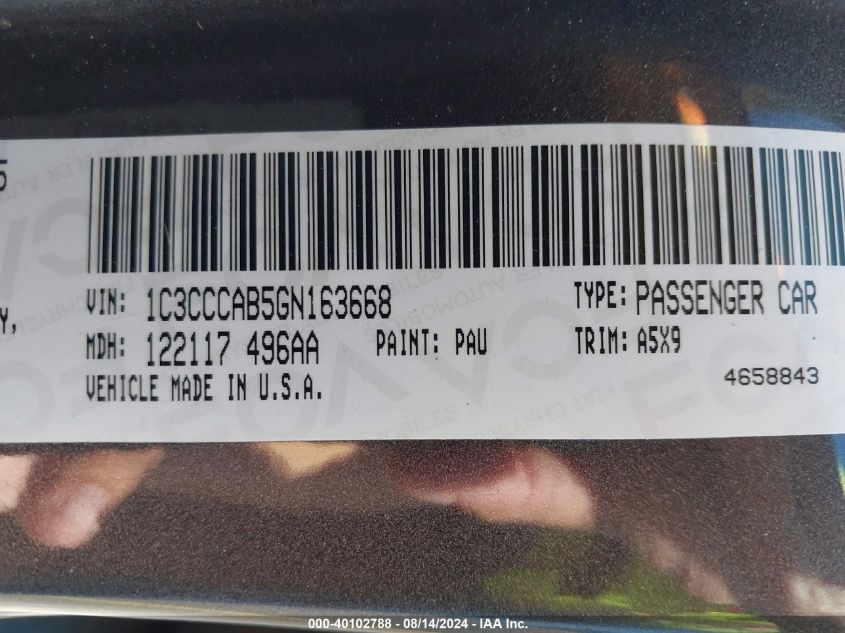 Y,
VIN: 1C3CCCAB5GN163668 TYPE: PASSENGER CAR
MDH: 122117 496AA PAINT: PAU TRIM: A5X9
VEHICLE MADE IN U.S.A. 4658843
000-40102788 - 08/14/2024 - IAA Inc.